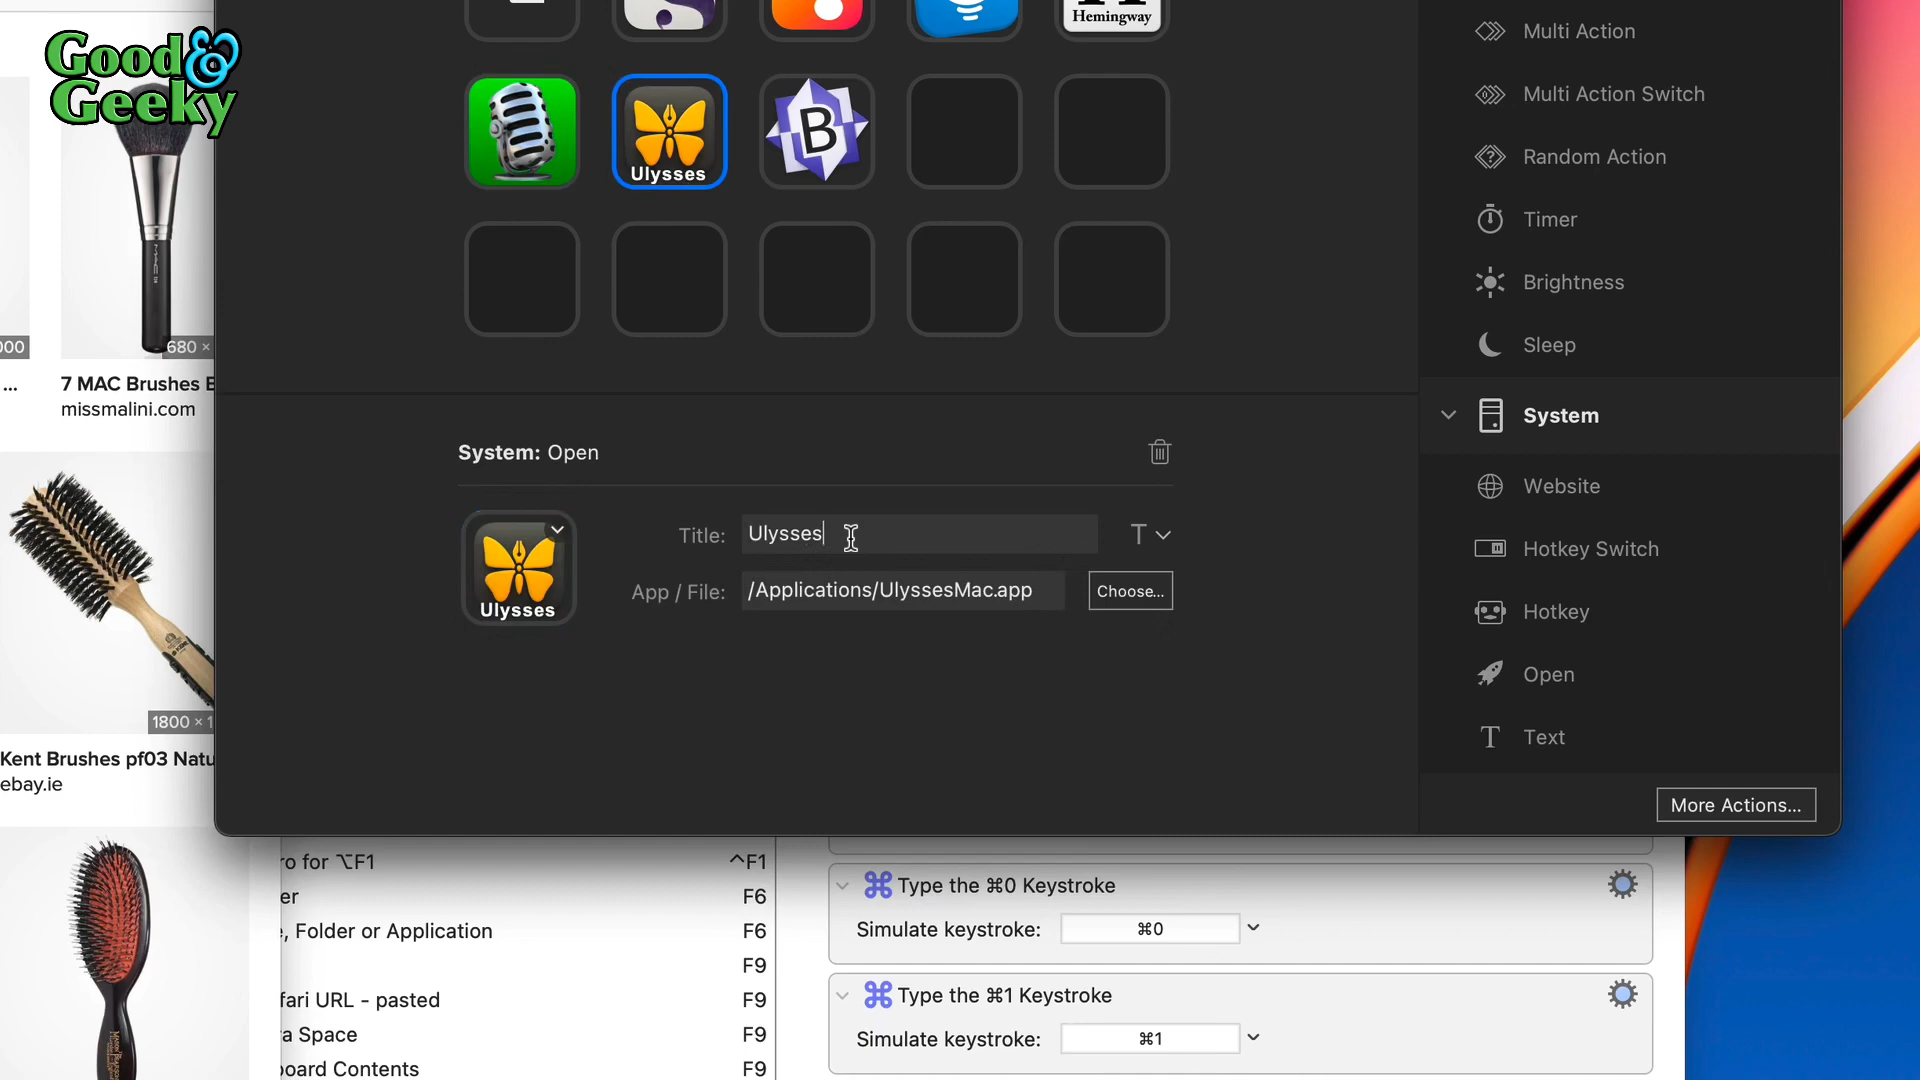 Good &
Geeky
000
680 ×
...
7 MAC Brushes E
missmalini.com
1800 × 1
Kent Brushes pf03 Natu
ebay.ie
Hemingway
Ulysses
B
System: Open
Title:
Ulysses
T
App / File:
/Applications/UlyssesMac.app
Choose...
Ulysses
Multi Action
Multi Action Switch
Random Action
Timer
Brightness
Sleep
System
Website
Hotkey Switch
Hotkey
Open
T Text
More Actions...
ro for ⌥F1 ^F1
er F6
e, Folder or Application F6
F9
fari URL - pasted F9
ra Space F9
board Contents F9
⌘ Type the ⌘0 Keystroke
Simulate keystroke: ⌘0
⌘ Type the ⌘1 Keystroke
Simulate keystroke: ⌘1